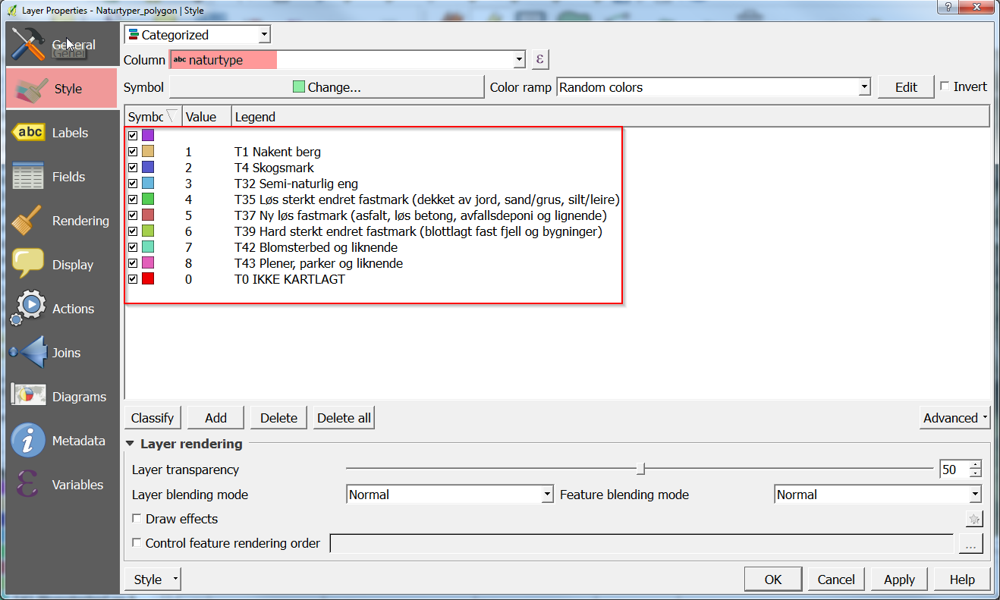 Layer Properties - Naturtyper_polygon | Style
General
Style
Labels
Fields
Rendering
Display
Actions
Joins
Diagrams
Metadata
Variables
Categorized
Column abc naturtype ε
Symbol Change... Color ramp Random colors Edit Invert
Symbc Value Legend
1 T1 Nakent berg
2 T4 Skogsmark
3 T32 Semi-naturlig eng
4 T35 Løs sterkt endret fastmark (dekket av jord, sand/grus, silt/leire)
5 T37 Ny løs fastmark (asfalt, løs betong, avfallsdeponi og lignende)
6 T39 Hard sterkt endret fastmark (blottlagt fast fjell og bygninger)
7 T42 Blomsterbed og liknende
8 T43 Plener, parker og liknende
0 T0 IKKE KARTLAGT
Classify Add Delete Delete all Advanced
Layer rendering
Layer transparency 50
Layer blending mode Normal Feature blending mode Normal
Draw effects
Control feature rendering order ...
Style OK Cancel Apply Help